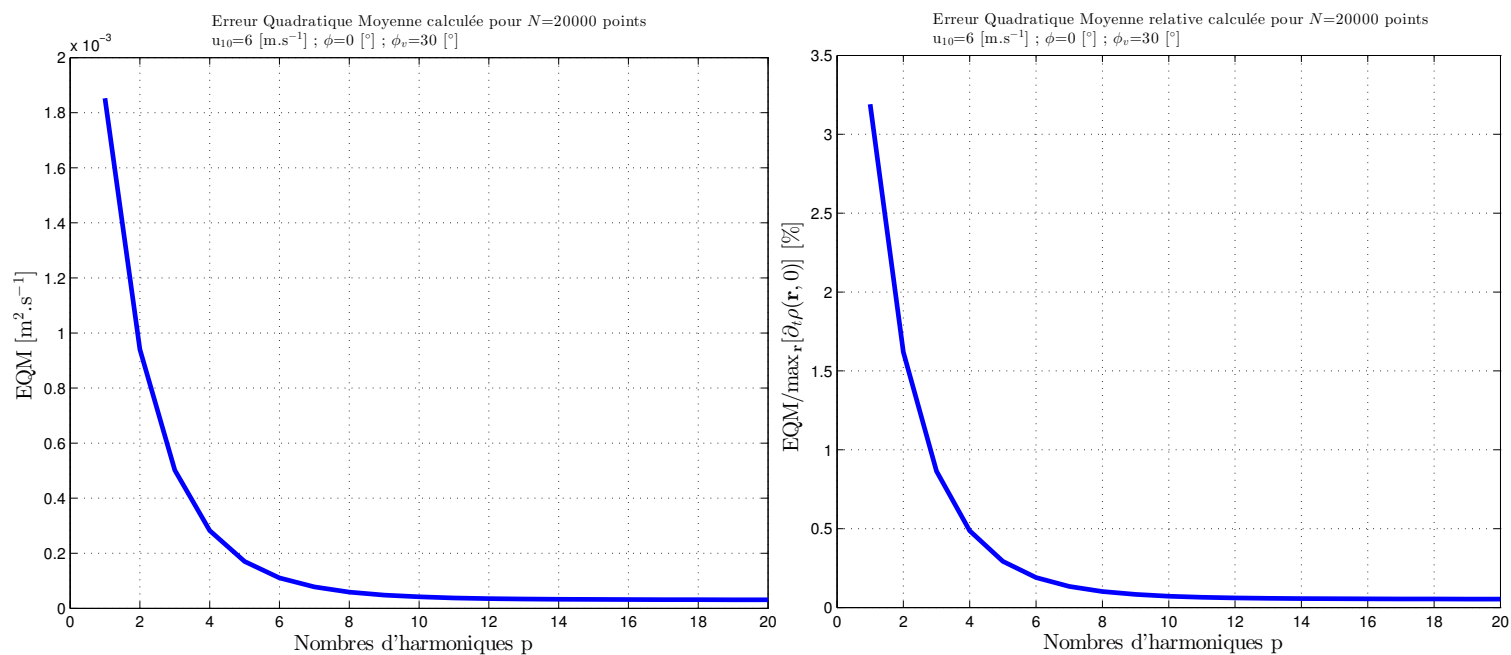 Erreur Quadratique Moyenne calculée pour N=20000 points
u₁₀=6 [m.s⁻¹] ; ϕ=0 [°] ; ϕᵥ=30 [°]
x 10⁻³
2
1.8
1.6
1.4
1.2
1
0.8
0.6
0.4
0.2
0
EQM [m².s⁻¹]
0 2 4 6 8 10 12 14 16 18 20
Nombres d'harmoniques p
Erreur Quadratique Moyenne relative calculée pour N=20000 points
u₁₀=6 [m.s⁻¹] ; ϕ=0 [°] ; ϕᵥ=30 [°]
3.5
3
2.5
2
1.5
1
0.5
0
EQM/max_r[∂ₜρ(r, 0)] [%]
0 2 4 6 8 10 12 14 16 18 20
Nombres d'harmoniques p